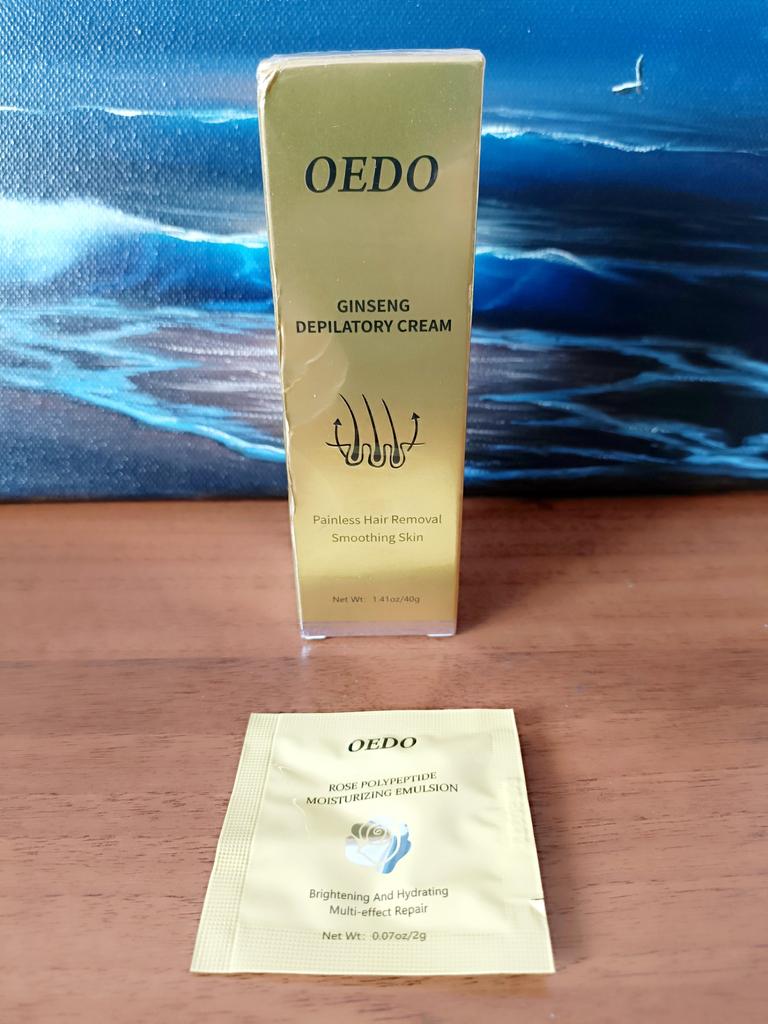 OEDO
GINSENG
DEPILATORY CREAM
Painless Hair Removal
Smoothing Skin
Net Wt: 1.41oz/40g
OEDO
ROSE POLYPEPTIDE
MOISTURIZING EMULSION
Brightening And Hydrating
Multi-effect Repair
Net Wt: 0.07oz/2g